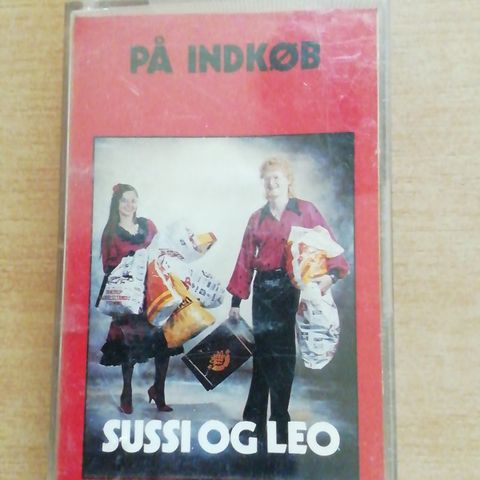 PÅ INDKØB
SUSSI OG LEO